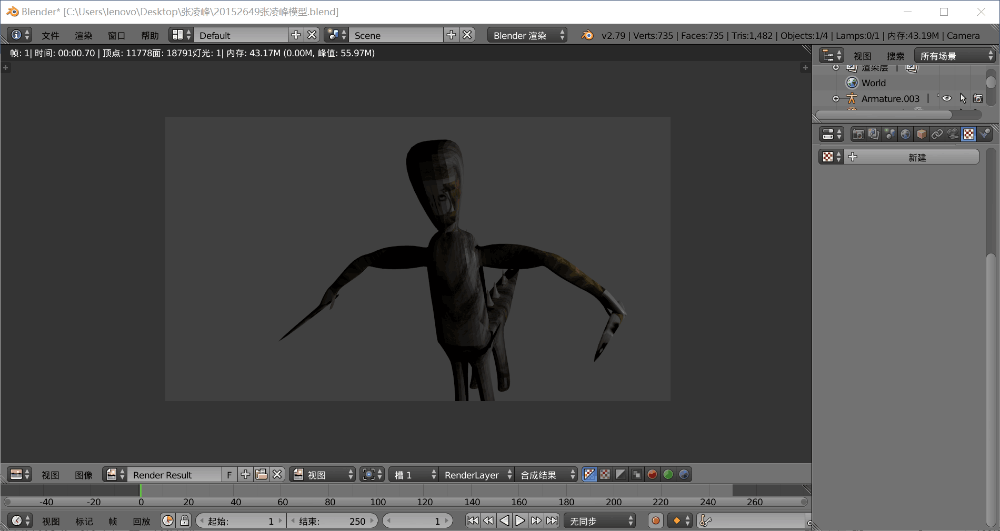 Blender* [C:\Users\lenovo\Desktop\张凌峰\20152649张凌峰模型.blend]
文件 渲染 窗口 帮助 Default Scene Blender 渲染 v2.79 | Verts:735 | Faces:735 | Tris:1,482 | Objects:1/4 | Lamps:0/1 | 内存:43.19M | Camera
帧: 1| 时间: 00:00.70 | 顶点: 11778面: 18791灯光: 1| 内存: 43.17M (0.00M, 峰值: 55.97M)
视图 搜索 所有场景
渲染层
World
Armature.003
新建
视图 图像 Render Result F 视图 槽 1 RenderLayer 合成结果
-40 -20 0 20 40 60 80 100 120 140 160 180 200 220 240 260
视图 标记 帧 回放 起始: 1 结束: 250 1 无同步